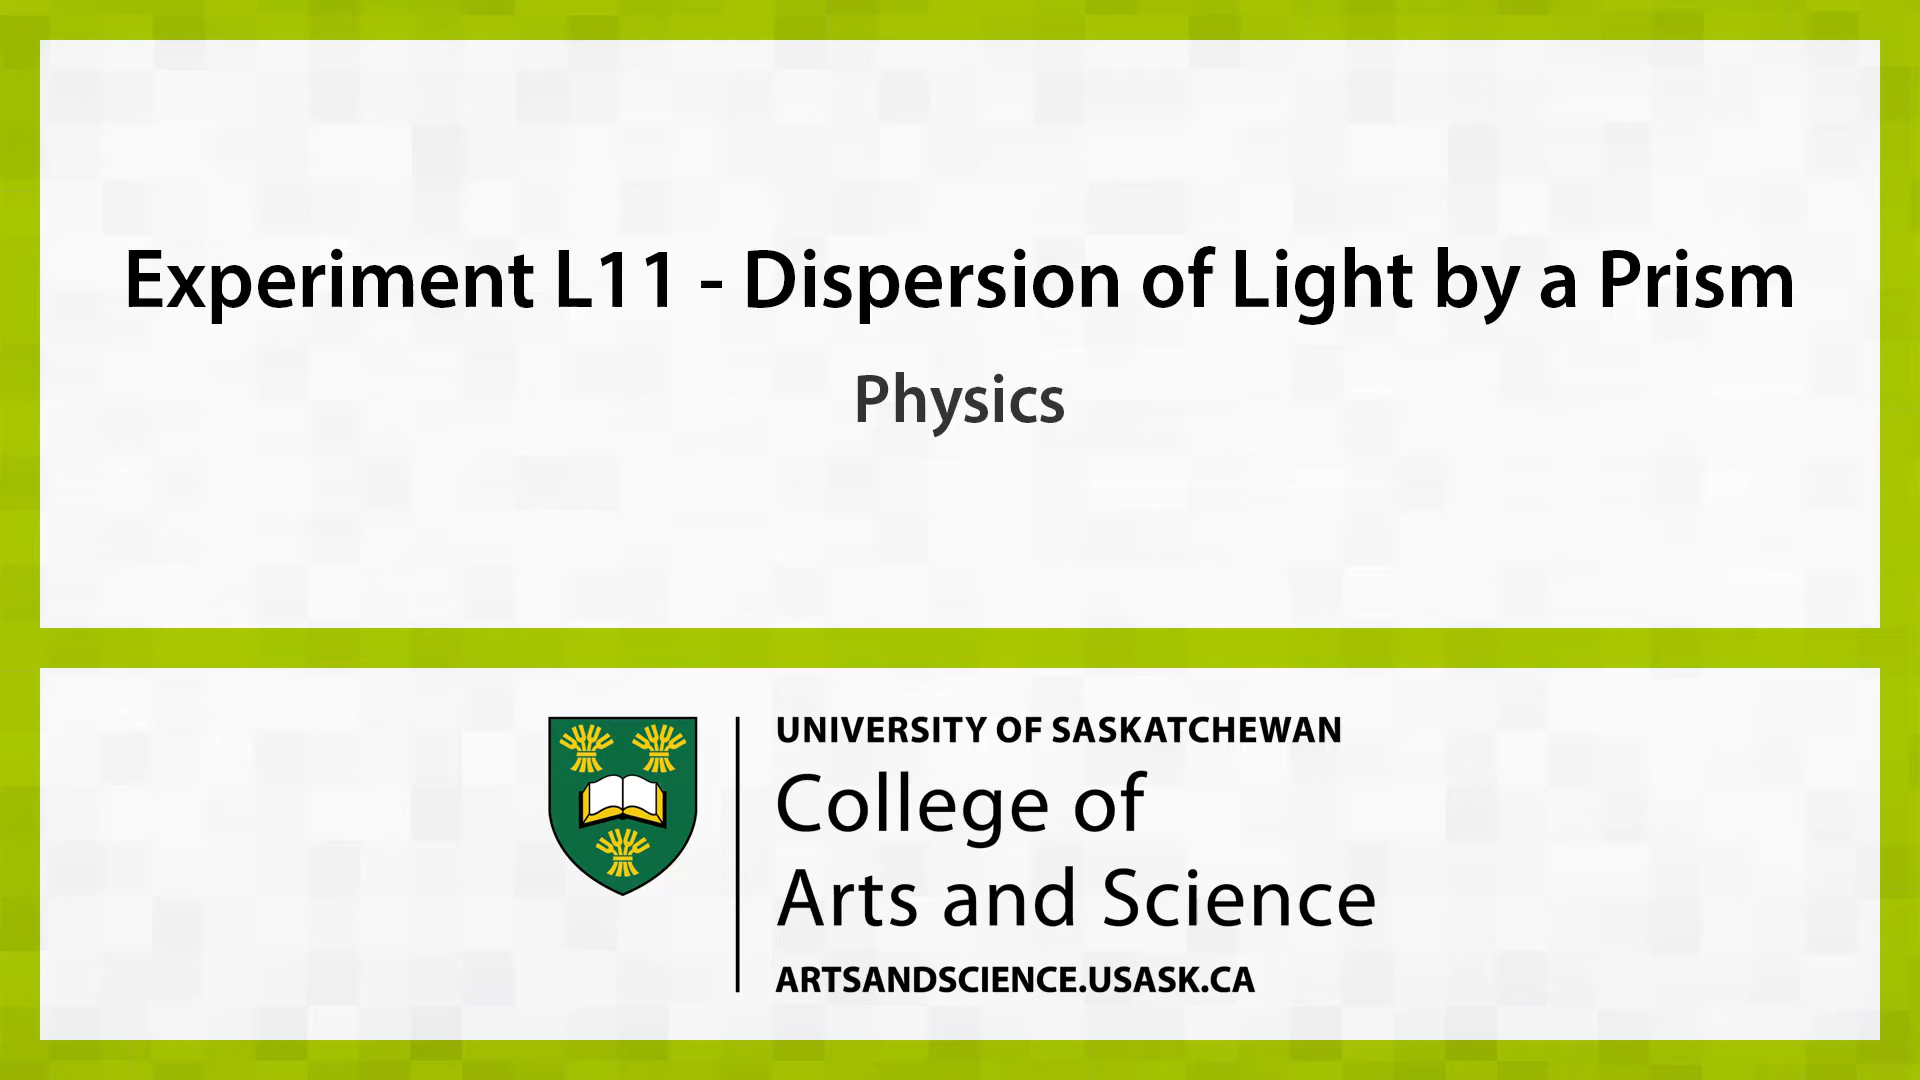 Experiment L11 - Dispersion of Light by a Prism
Physics
UNIVERSITY OF SASKATCHEWAN
College of
Arts and Science
ARTSANDSCIENCE.USASK.CA